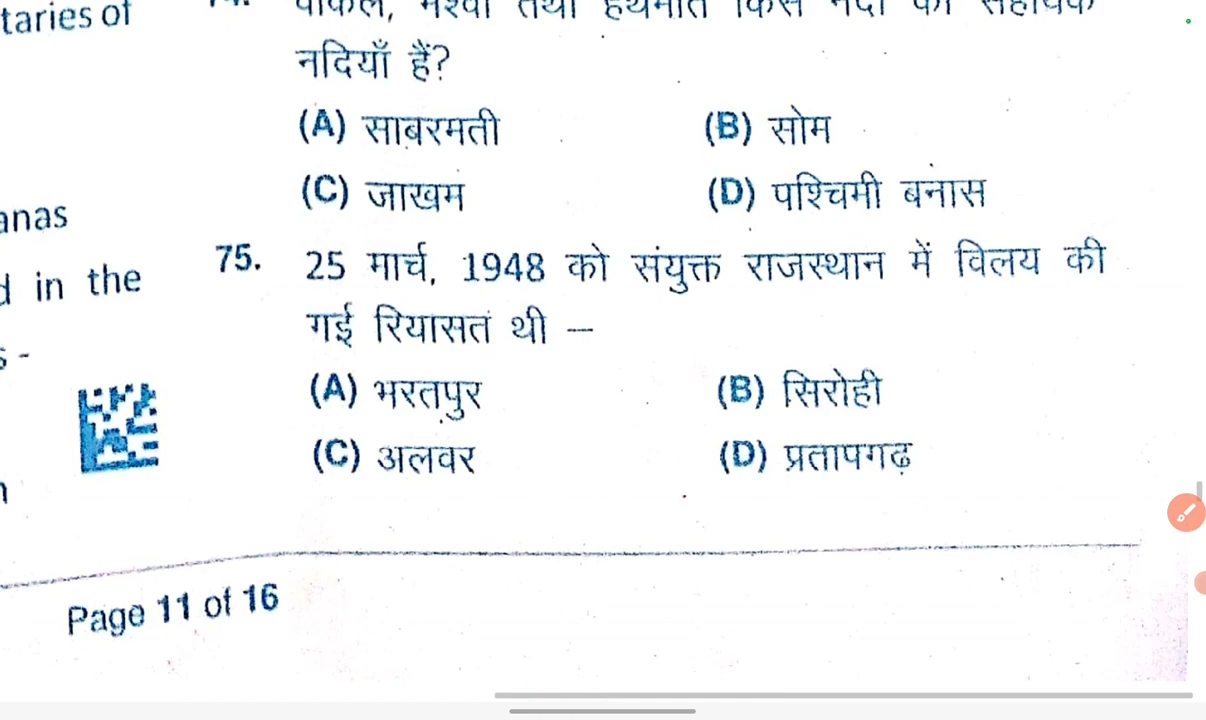 taries of
नदियाँ हैं?
(A) साबरमती
(B) सोम
(C) जाखम
(D) पश्चिमी बनास
anas
75. 25 मार्च, 1948 को संयुक्त राजस्थान में विलय की
in the
गई रियासत थी –
(A) भरतपुर
(B) सिरोही
(C) अलवर
(D) प्रतापगढ़
Page 11 of 16